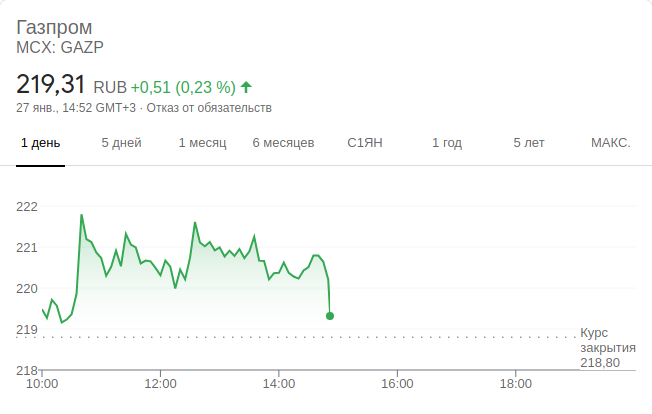 Газпром
MCX: GAZP
219,31 RUB +0,51 (0,23 %)
27 янв., 14:52 GMT+3 · Отказ от обязательств
1 день 5 дней 1 месяц 6 месяцев С1ЯН 1 год 5 лет МАКС.
222
221
220
219
Курс
закрытия
218,80
218
10:00 12:00 14:00 16:00 18:00